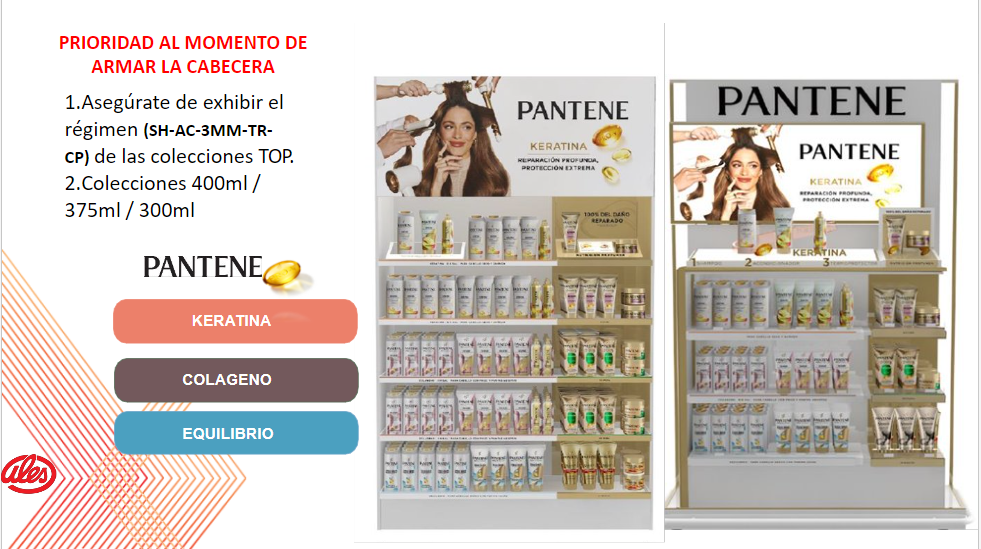 PRIORIDAD AL MOMENTO DE
ARMAR LA CABECERA
1.Asegúrate de exhibir el
régimen (SH-AC-3MM-TR-
CP) de las colecciones TOP.
2.Colecciones 400ml /
375ml / 300ml
PANTENE
KERATINA
COLAGENO
EQUILIBRIO
ales
PANTENE
KERATINA
REPARACIÓN PROFUNDA,
PROTECCIÓN EXTREMA
100% DEL DAÑO
REPARADO
PANTENE
PANTENE
KERATINA
REPARACIÓN PROFUNDA,
PROTECCIÓN EXTREMA
KERATINA
1 2 3